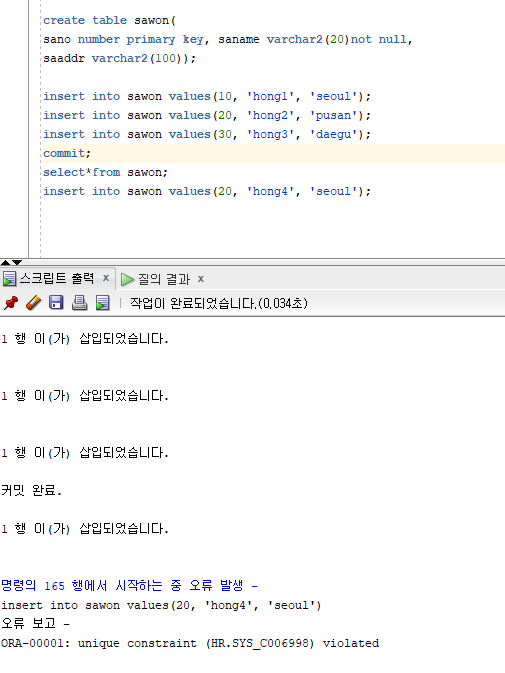 create table sawon(
sano number primary key, saname varchar2(20)not null,
saaddr varchar2(100));
insert into sawon values(10, 'hong1', 'seoul');
insert into sawon values(20, 'hong2', 'pusan');
insert into sawon values(30, 'hong3', 'daegu');
commit;
select*from sawon;
insert into sawon values(20, 'hong4', 'seoul');
스크립트 출력 x 질의 결과 x
작업이 완료되었습니다.(0,034초)
1 행 이(가) 삽입되었습니다.
1 행 이(가) 삽입되었습니다.
1 행 이(가) 삽입되었습니다.
커밋 완료.
1 행 이(가) 삽입되었습니다.
명령의 165 행에서 시작하는 중 오류 발생 -
insert into sawon values(20, 'hong4', 'seoul')
오류 보고 -
ORA-00001: unique constraint (HR.SYS_C006998) violated